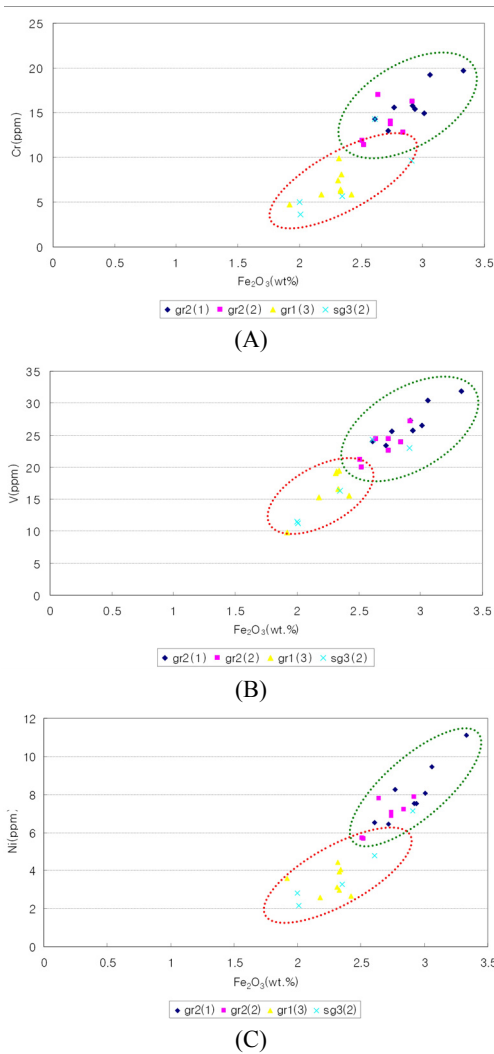 25
20
15
10
5
0
Cr(ppm)
0 0.5 1 1.5 2 2.5 3 3.5
Fe₂O₃(wt%)
gr2(1) gr2(2) gr1(3) sg3(2)
(A)
35
30
25
20
15
10
5
0
V(ppm)
0 0.5 1 1.5 2 2.5 3 3.5
Fe₂O₃(wt.%)
gr2(1) gr2(2) gr1(3) sg3(2)
(B)
12
10
8
6
4
2
0
Ni(ppm)
0 0.5 1 1.5 2 2.5 3 3.5
Fe₂O₃(wt.%)
gr2(1) gr2(2) gr1(3) sg3(2)
(C)